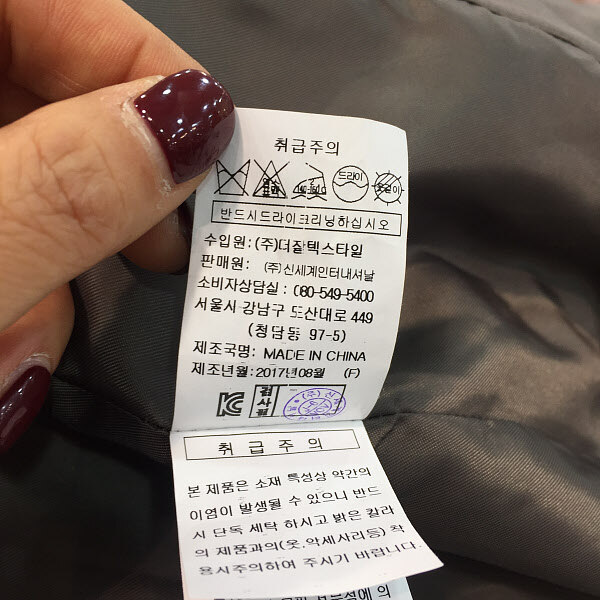 취급주의
드라이
반드시드라이크리닝하십시오
수입원: (주)더잘텍스타일
판매원: (주)신세계인터내셔날
소비자상담실: 080-549-5400
서울시 강남구 도산대로 449
(청담동 97-5)
제조국명: MADE IN CHINA
제조년월: 2017년08월 (F)
검사필
취급주의
본 제품은 소재 특성상 약간의
이염이 발생될 수 있으니 반드
시 단독 세탁 하시고 밝은 칼라
의 제품과의(옷.악세사리등) 착
용시주의하여 주시기 바랍니다.